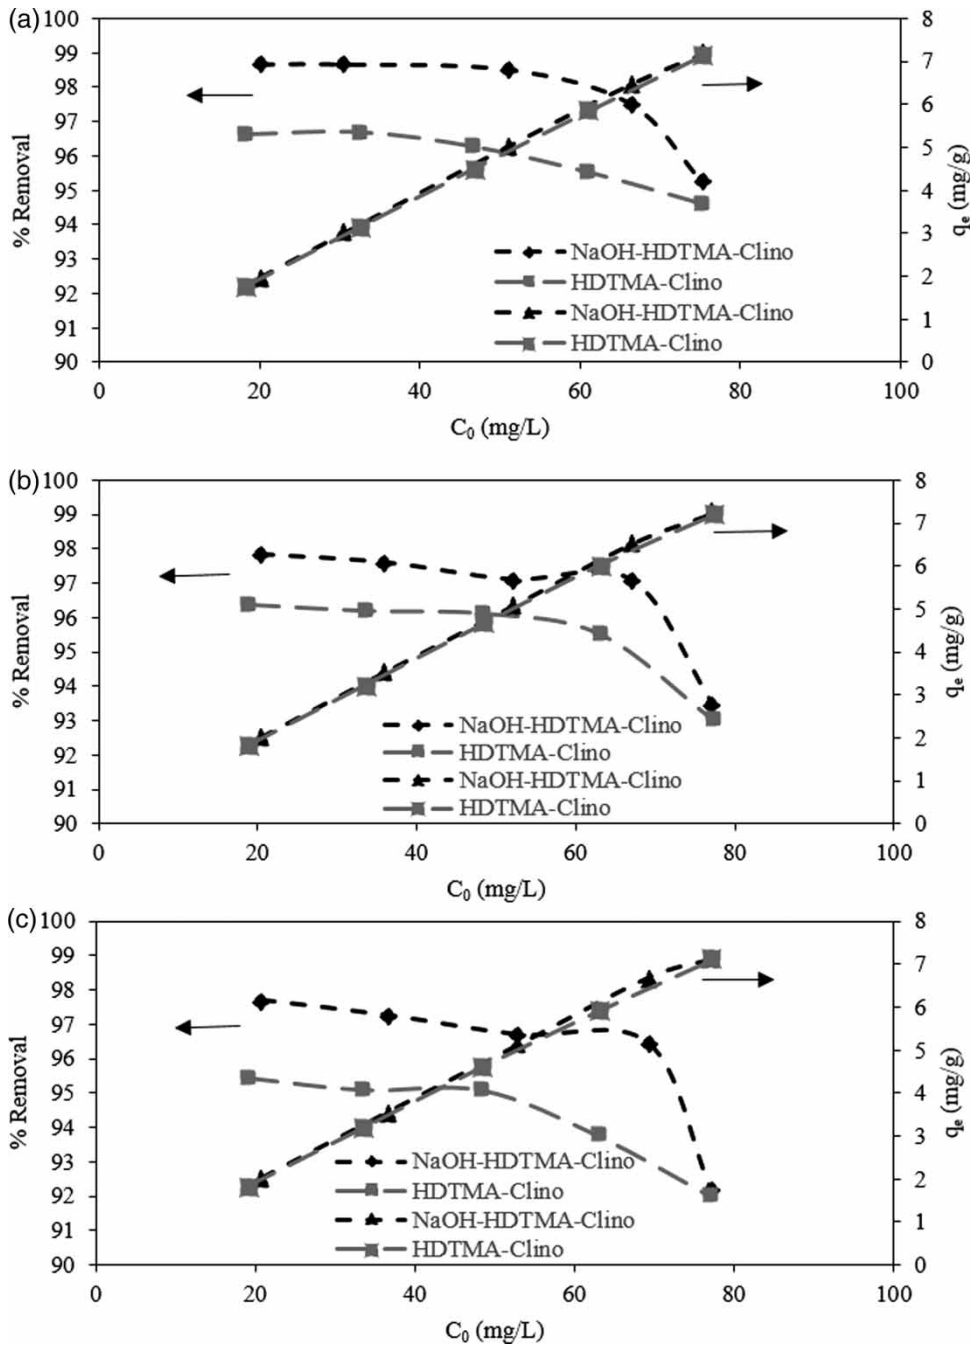 (a)
100
99
98
97
96
95
94
93
92
91
90
% Removal
8
7
6
5
4
3
2
1
0
qe (mg/g)
NaOH-HDTMA-Clino
HDTMA-Clino
NaOH-HDTMA-Clino
HDTMA-Clino
0 20 40 60 80 100
C0 (mg/L)
(b)
100
99
98
97
96
95
94
93
92
91
90
% Removal
8
7
6
5
4
3
2
1
0
qe (mg/g)
NaOH-HDTMA-Clino
HDTMA-Clino
NaOH-HDTMA-Clino
HDTMA-Clino
0 20 40 60 80 100
C0 (mg/L)
(c)
100
99
98
97
96
95
94
93
92
91
90
% Removal
8
7
6
5
4
3
2
1
0
qe (mg/g)
NaOH-HDTMA-Clino
HDTMA-Clino
NaOH-HDTMA-Clino
HDTMA-Clino
0 20 40 60 80 100
C0 (mg/L)